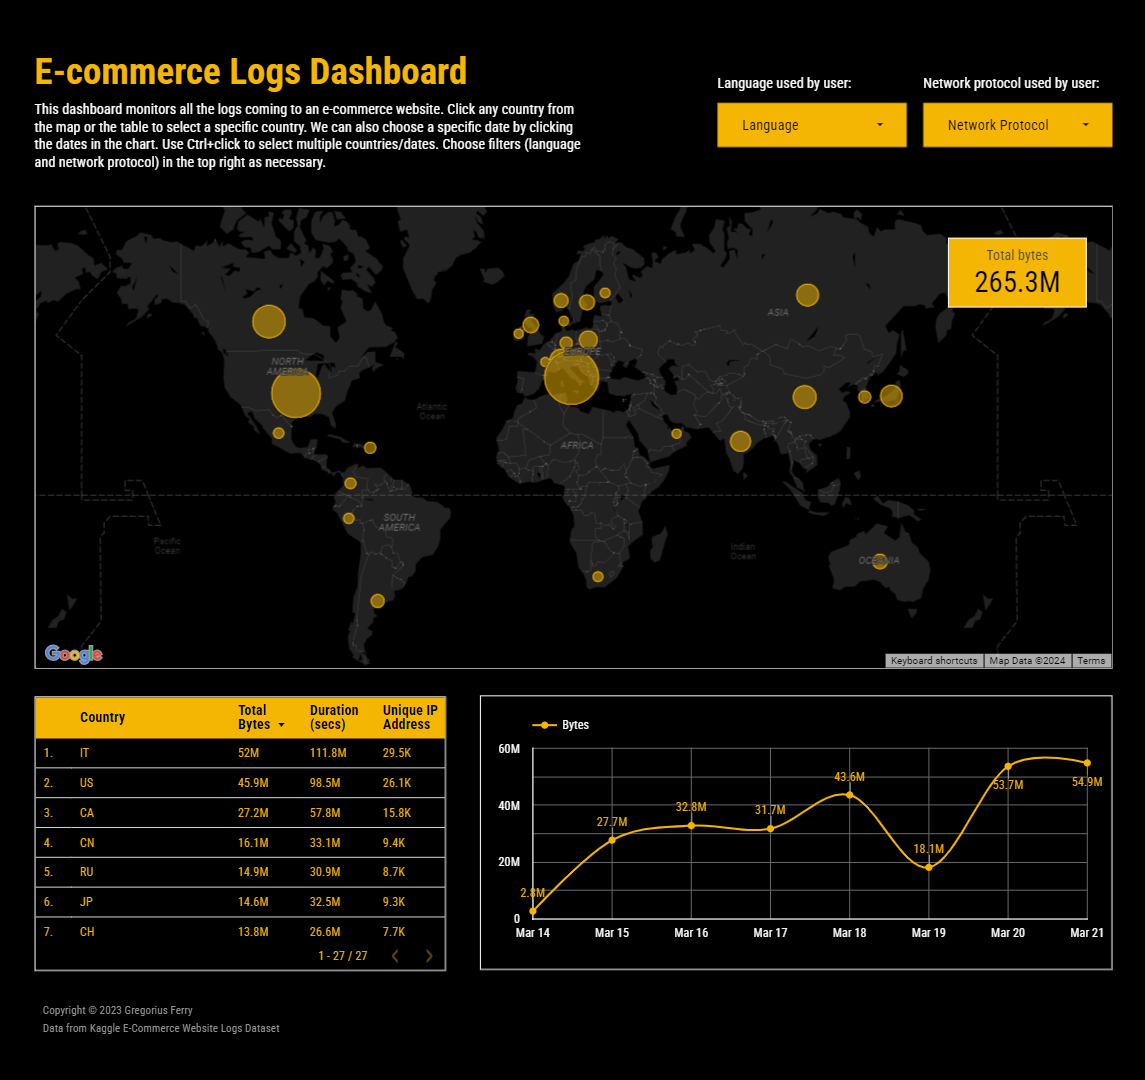 E-commerce Logs Dashboard
This dashboard monitors all the logs coming to an e-commerce website. Click any country from
the map or the table to select a specific country. We can also choose a specific date by clicking
the dates in the chart. Use Ctrl+click to select multiple countries/dates. Choose filters (language
and network protocol) in the top right as necessary.
Language used by user:
Network protocol used by user:
Language
Network Protocol
Total bytes
265.3M
ASIA
EUROPE
NORTH
AMERICA
Atlantic
Ocean
AFRICA
SOUTH
AMERICA
Pacific
Ocean
Indian
Ocean
OCEANIA
Google
Keyboard shortcuts
Map Data ©2024
Terms
Country Total Bytes Duration (secs) Unique IP Address
1. IT 52M 111.8M 29.5K
2. US 45.9M 98.5M 26.1K
3. CA 27.2M 57.8M 15.8K
4. CN 16.1M 33.1M 9.4K
5. RU 14.9M 30.9M 8.7K
6. JP 14.6M 32.5M 9.3K
7. CH 13.8M 26.6M 7.7K
1 - 27 / 27
Bytes
60M
40M
20M
0
2.8M
27.7M
32.8M
31.7M
43.6M
18.1M
53.7M
54.9M
Mar 14 Mar 15 Mar 16 Mar 17 Mar 18 Mar 19 Mar 20 Mar 21
Copyright © 2023 Gregorius Ferry
Data from Kaggle E-Commerce Website Logs Dataset